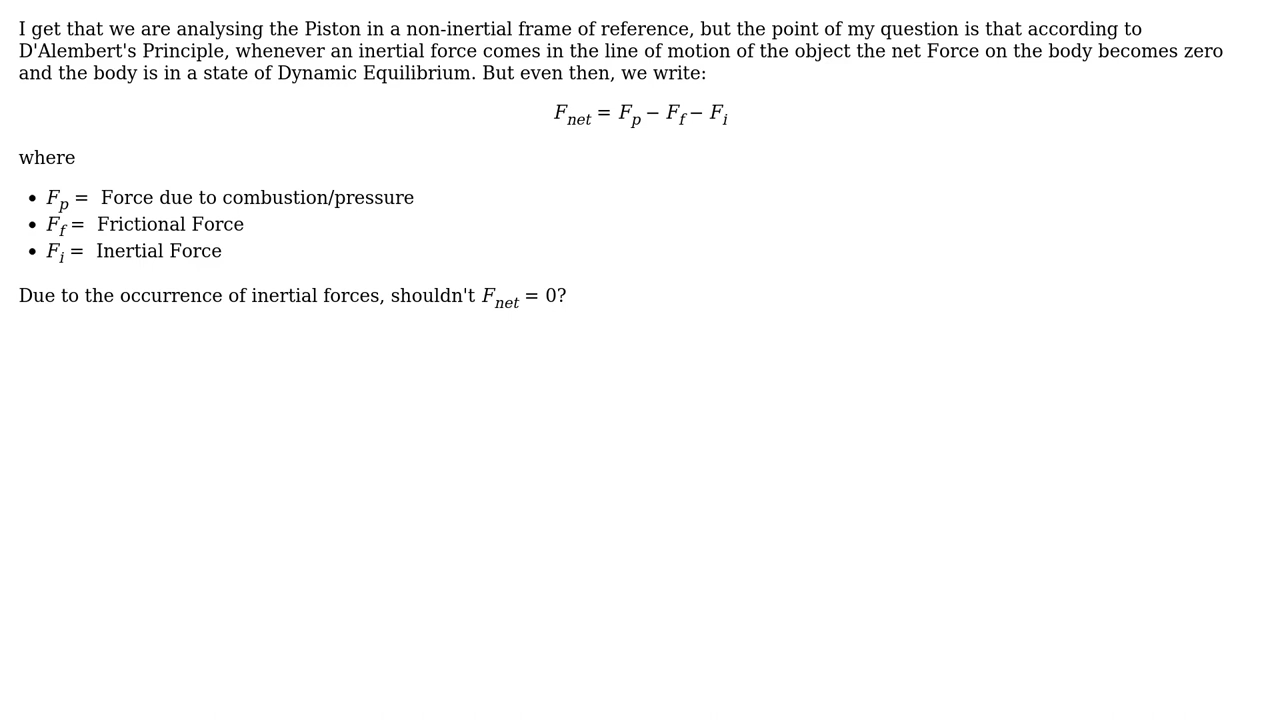 I get that we are analysing the Piston in a non-inertial frame of reference, but the point of my question is that according to
D'Alembert's Principle, whenever an inertial force comes in the line of motion of the object the net Force on the body becomes zero
and the body is in a state of Dynamic Equilibrium. But even then, we write:
F_net = F_p − F_f − F_i
where
• F_p = Force due to combustion/pressure
• F_f = Frictional Force
• F_i = Inertial Force
Due to the occurrence of inertial forces, shouldn't F_net = 0?